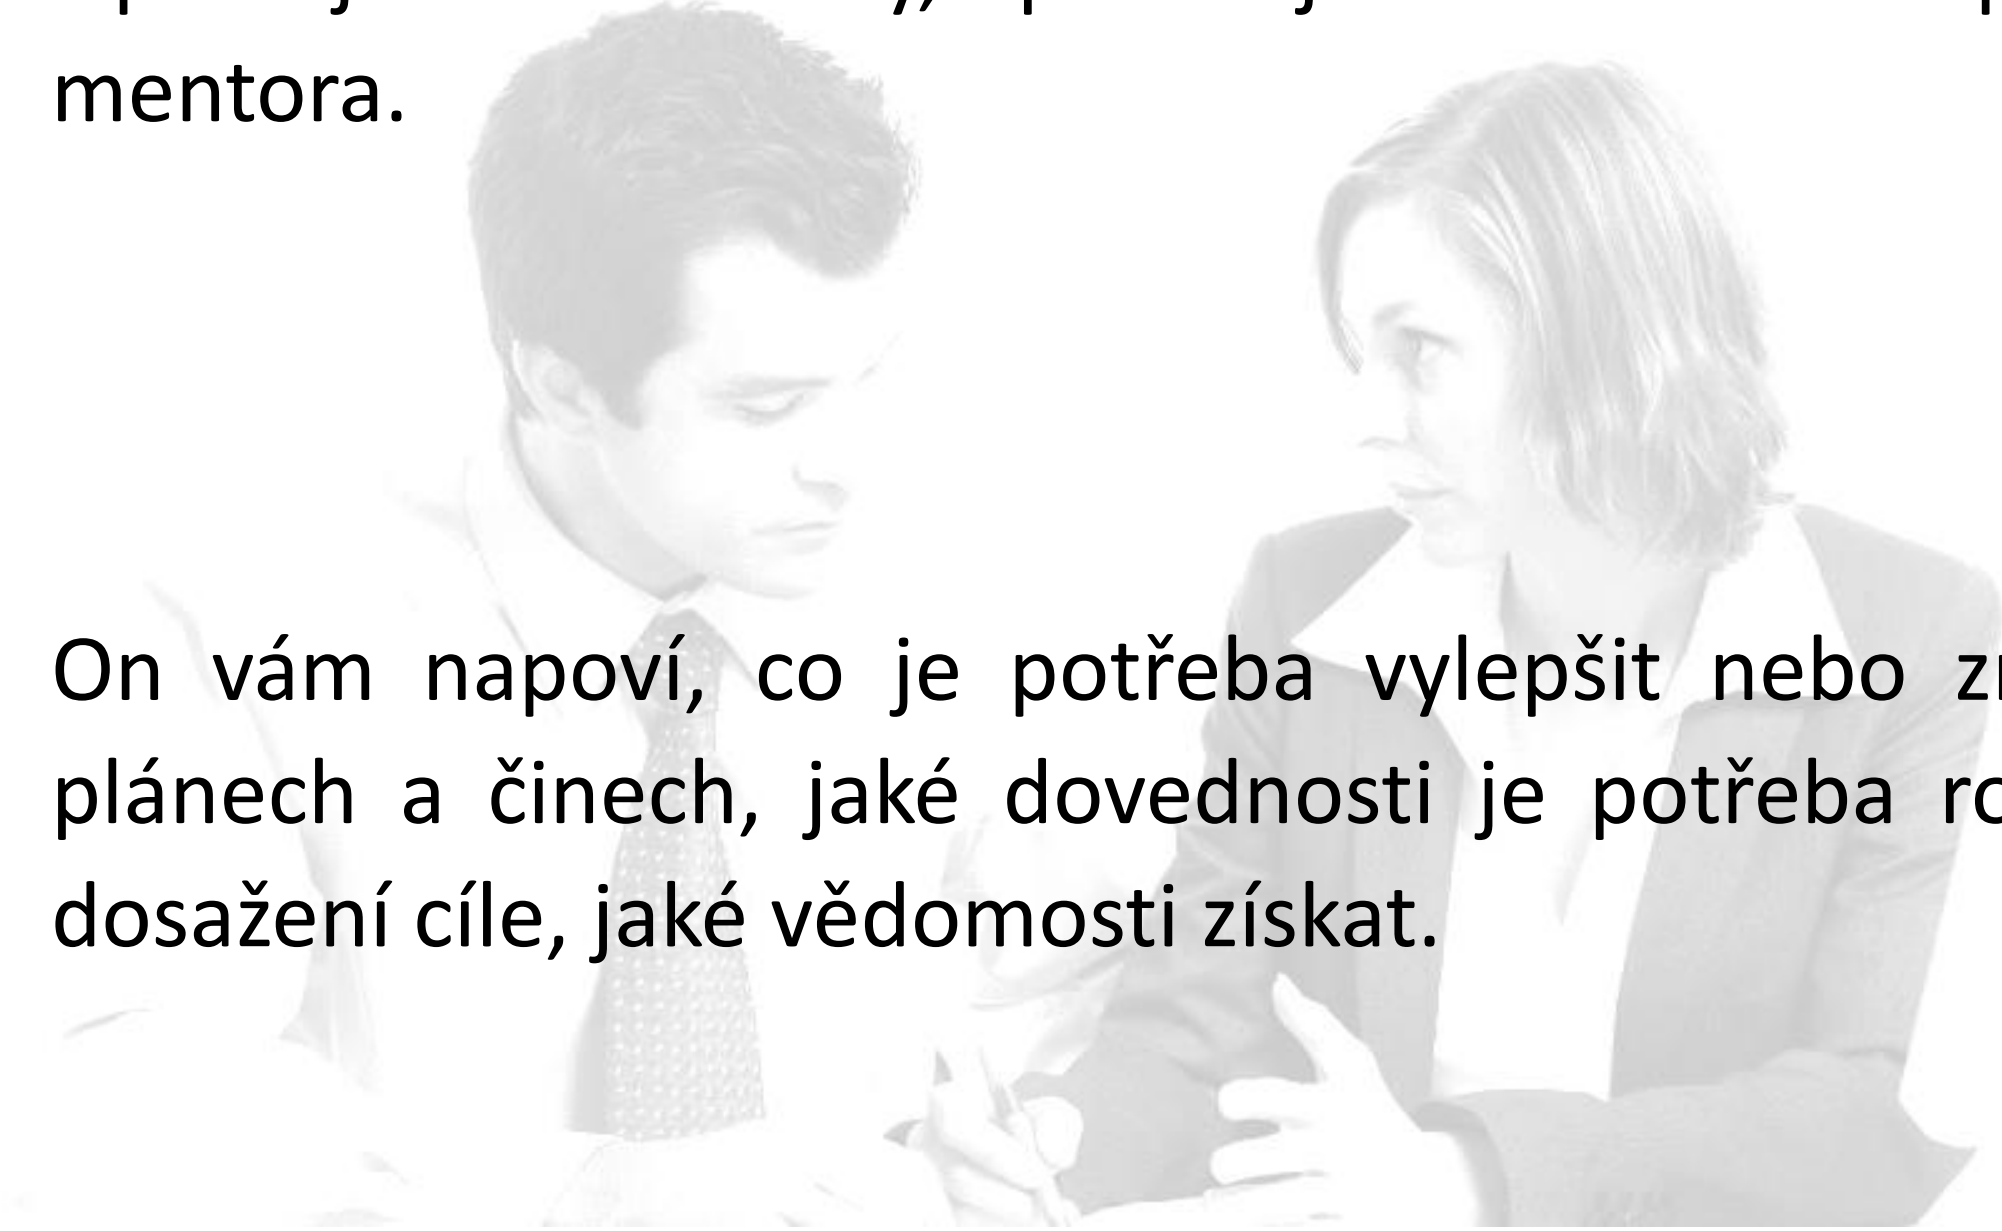 mentora.
On vám napoví, co je potřeba vylepšit nebo
plánech a činech, jaké dovednosti je potřeba
dosažení cíle, jaké vědomosti získat.